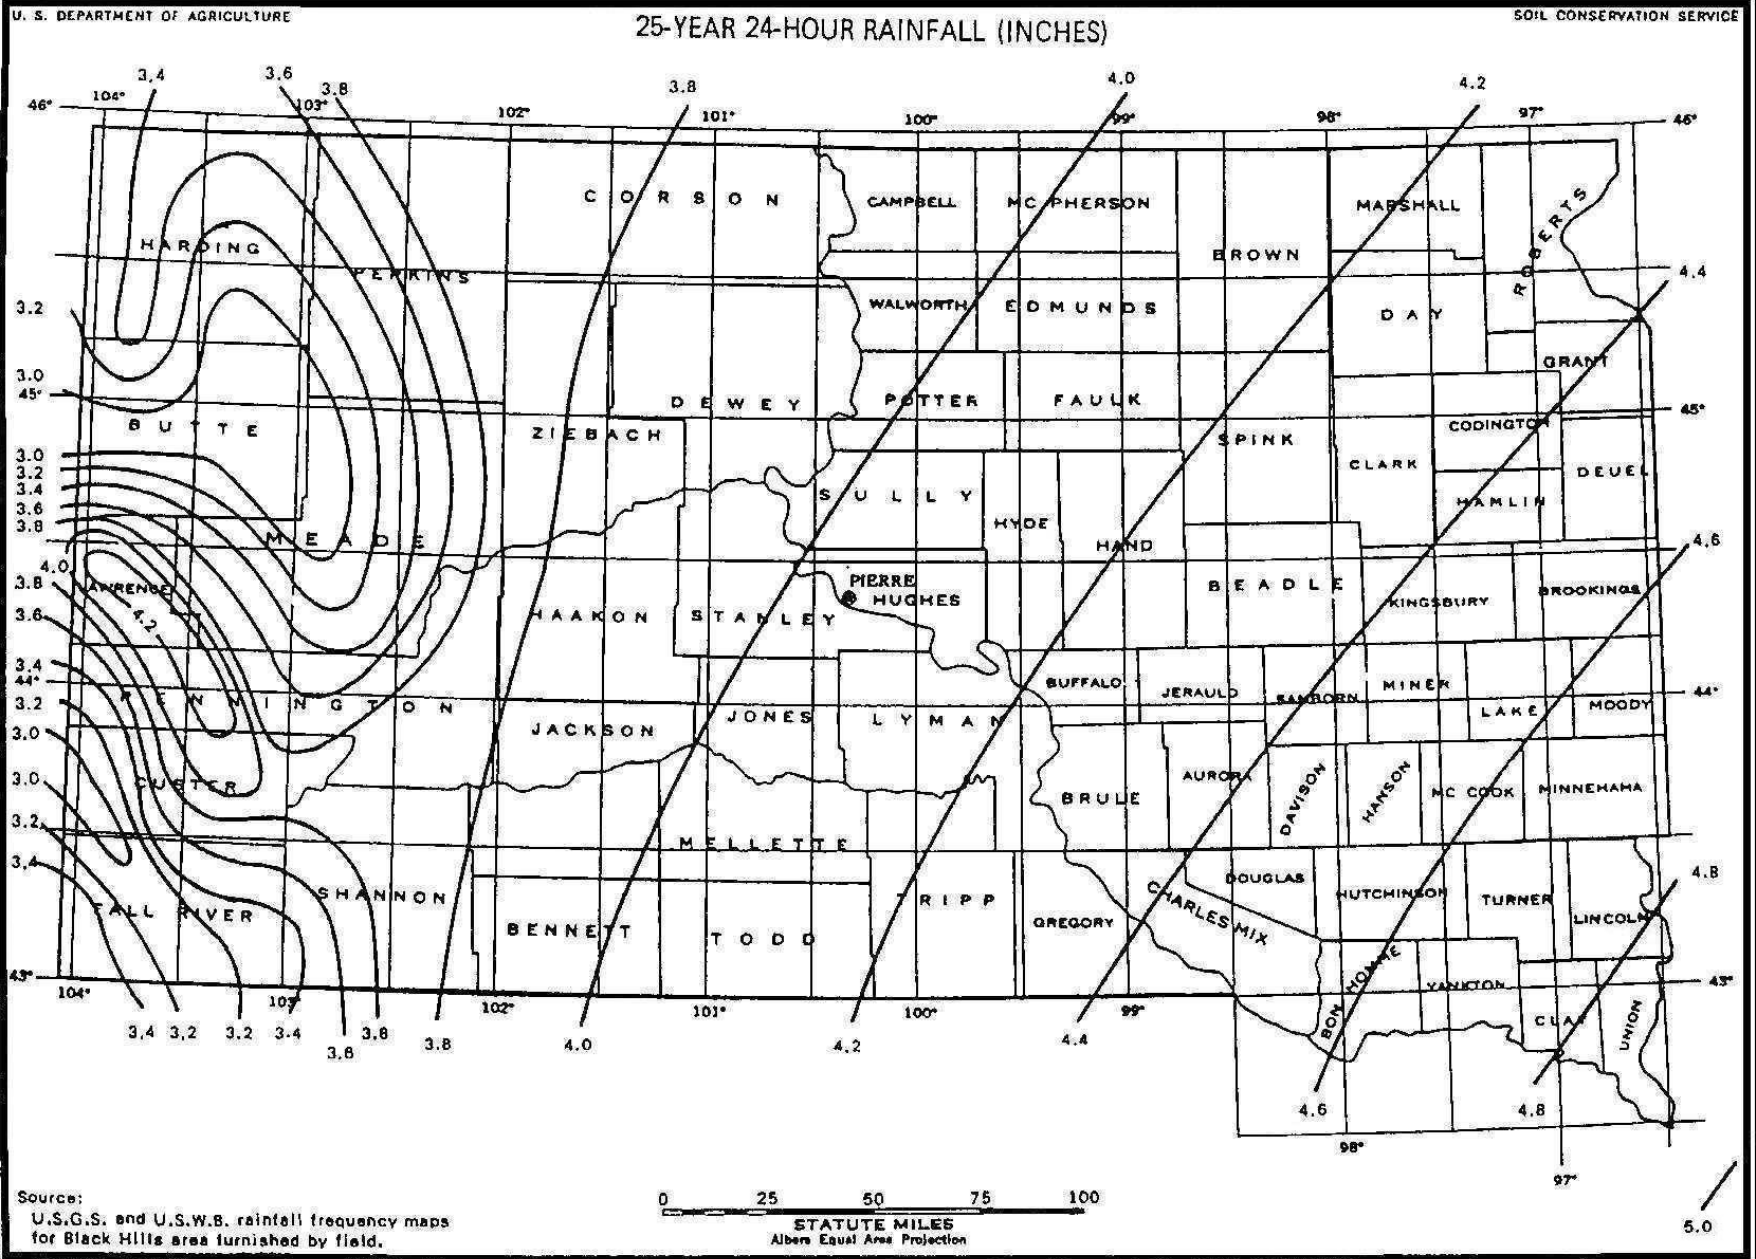 U. S. DEPARTMENT OF AGRICULTURE
25-YEAR 24-HOUR RAINFALL (INCHES)
SOIL CONSERVATION SERVICE
3.4
3.6
3.8
3.8
4.0
4.2
46°
104°
103°
102°
101°
100°
99°
98°
97°
46°
CORSON
CAMPBELL
MC PHERSON
MARSHALL
ROBERTS
HARDING
PERKINS
BROWN
4.4
3.2
WALWORTH
EDMUNDS
DAY
GRANT
3.0
45°
DEWEY
POTTER
FAULK
45°
BUTTE
ZIEBACH
SPINK
CODINGTON
3.0
3.2
3.4
3.6
3.8
CLARK
DEUEL
SULLY
HAMLIN
HYDE
MEADE
HAND
4.6
4.0
3.8
LAWRENCE
4.2
PIERRE
HUGHES
BEADLE
KINGSBURY
BROOKINGS
3.6
HAAKON
STANLEY
3.4
44°
3.2
3.0
BUFFALO
JERAULD
SANBORN
MINER
44°
PENNINGTON
JACKSON
JONES
LYMAN
LAKE
MOODY
3.0
CUSTER
BRULE
AURORA
DAVISON
HANSON
MC COOK
MINNEHAHA
3.2
MELLETTE
3.4
4.8
SHANNON
TRIPP
CHARLES MIX
DOUGLAS
HUTCHINSON
TURNER
FALL RIVER
GREGORY
LINCOLN
BENNETT
TODD
BON HOMME
YANKTON
43°
43°
104°
103°
102°
101°
100°
99°
CLAY
UNION
3.4
3.2
3.2
3.4
3.6
3.8
3.8
4.0
4.2
4.4
4.6
4.8
98°
97°
5.0
Source:
U.S.G.S. and U.S.W.B. rainfall frequency maps
for Black Hills area furnished by field.
0 25 50 75 100
STATUTE MILES
Albers Equal Area Projection